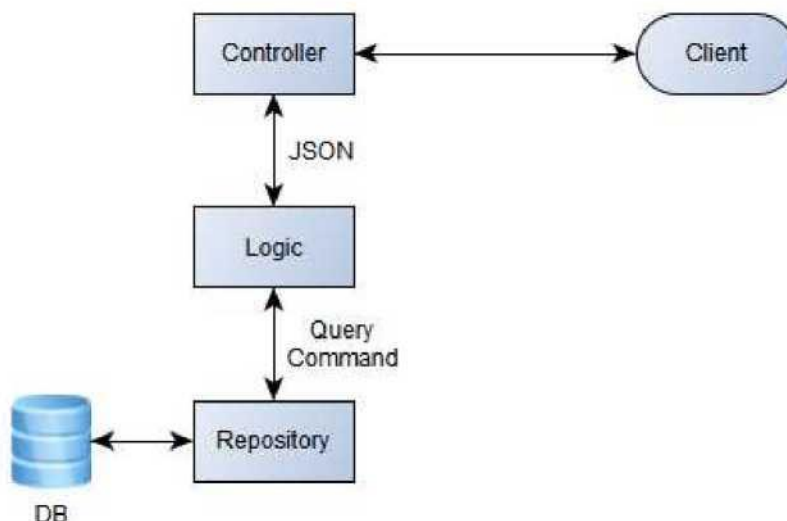 Controller
Client
JSON
Logic
Query
Command
Repository
DB